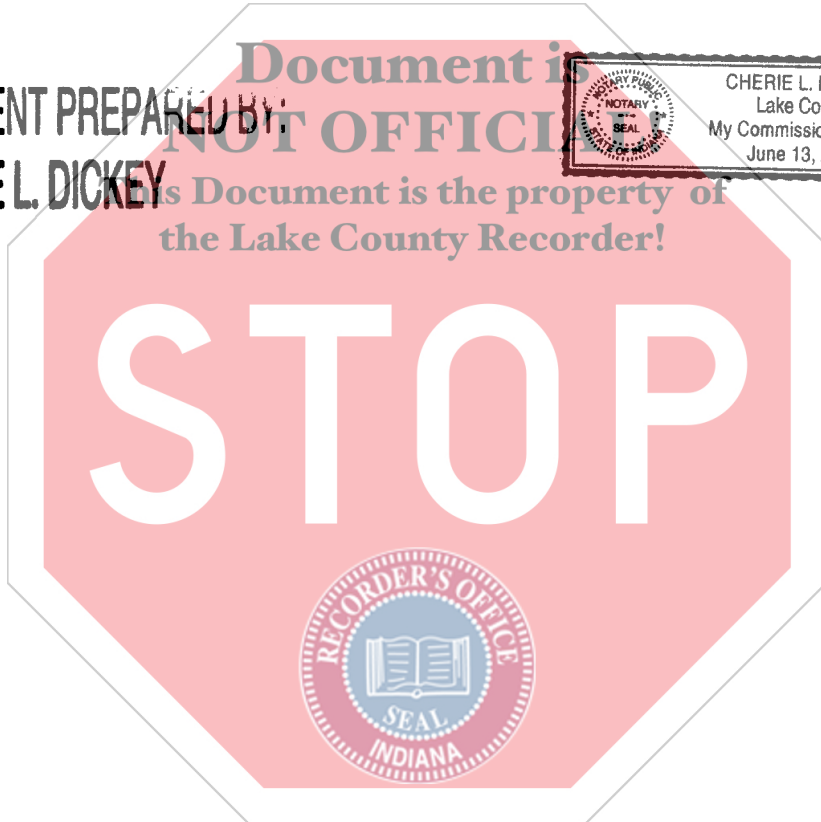 Document is
NOT OFFICIAL!
This Document is the property of
the Lake County Recorder!
ENT PREPARED BY:
E L. DICKEY
NOTARY PUBLIC
NOTARY
SEAL
STATE OF INDIANA
CHERIE L.
Lake Co
My Commissio
June 13,
STOP
RECORDER'S OFFICE
SEAL
INDIANA